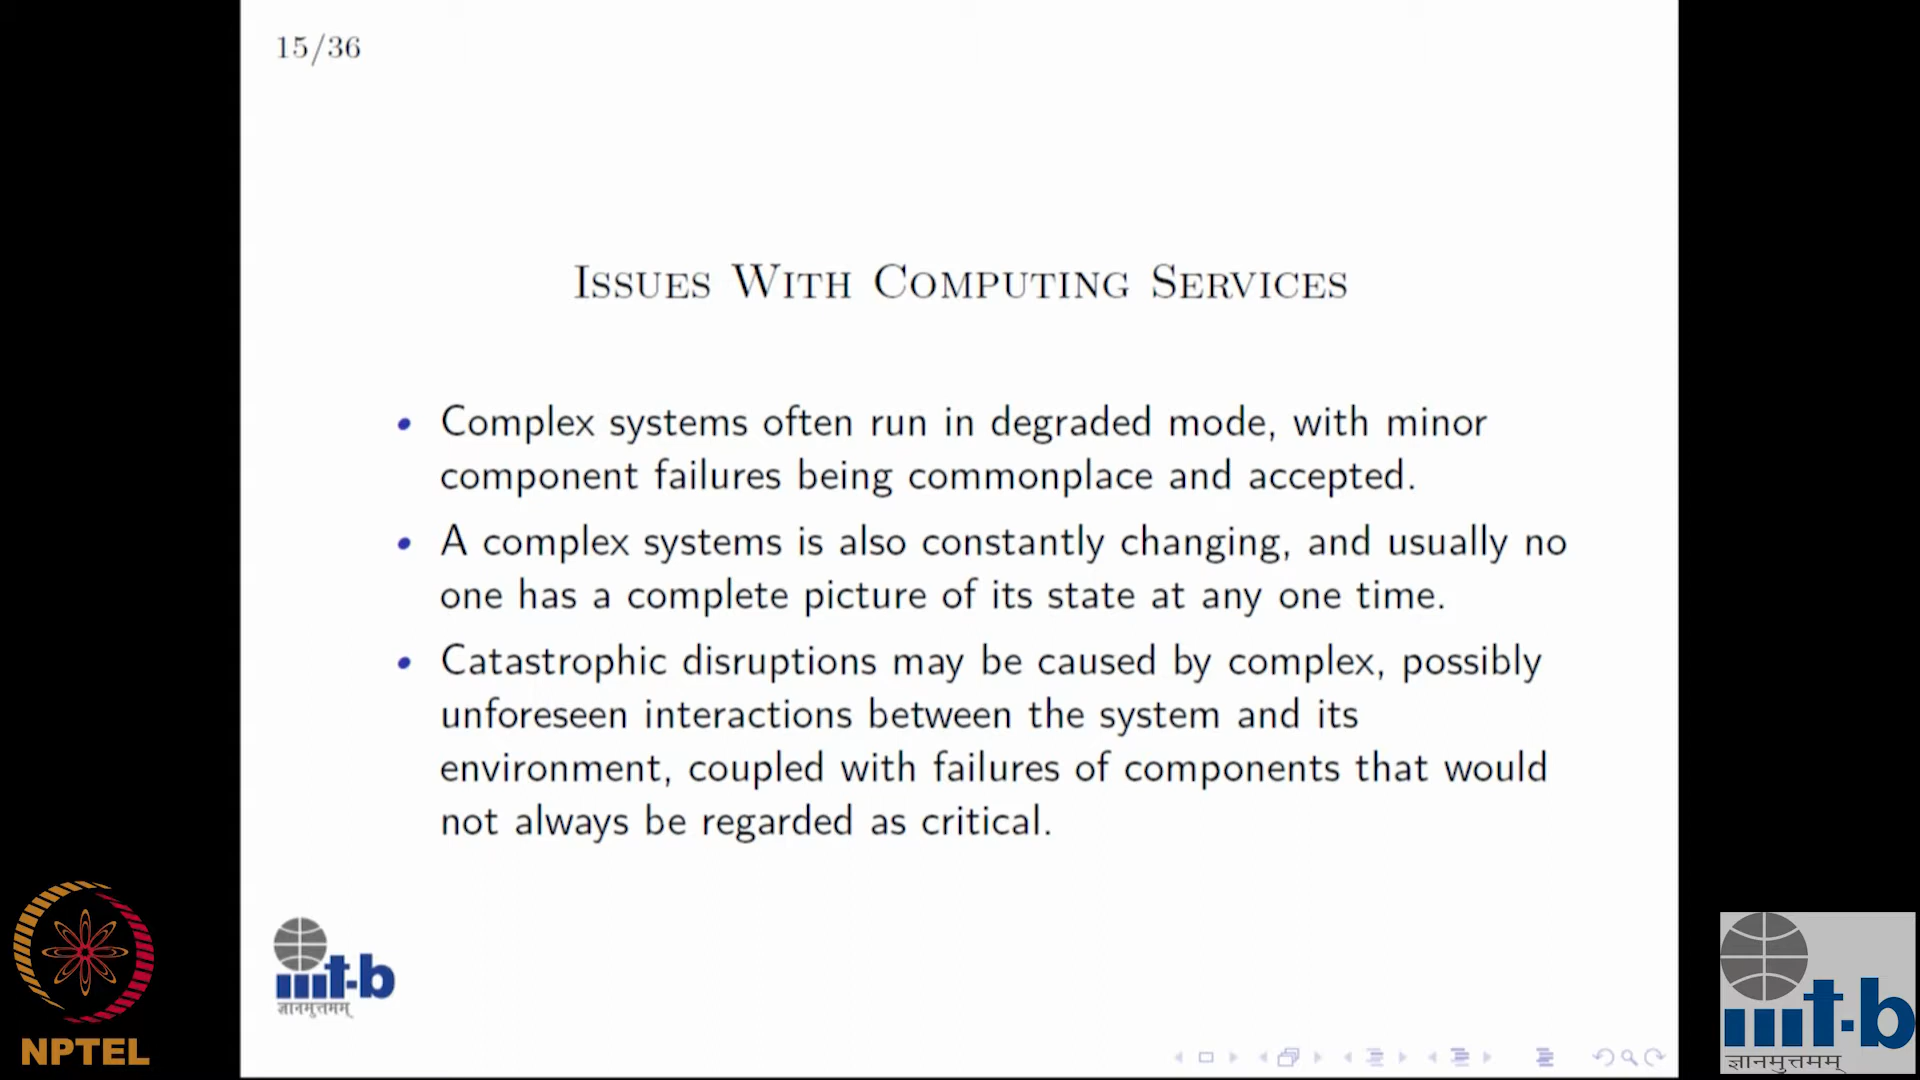 15/36
Issues With Computing Services
• Complex systems often run in degraded mode, with minor
component failures being commonplace and accepted.
• A complex systems is also constantly changing, and usually no
one has a complete picture of its state at any one time.
• Catastrophic disruptions may be caused by complex, possibly
unforeseen interactions between the system and its
environment, coupled with failures of components that would
not always be regarded as critical.
iiit-b
ज्ञानमुत्तमम्
NPTEL
iiit-b
ज्ञानमुत्तमम्